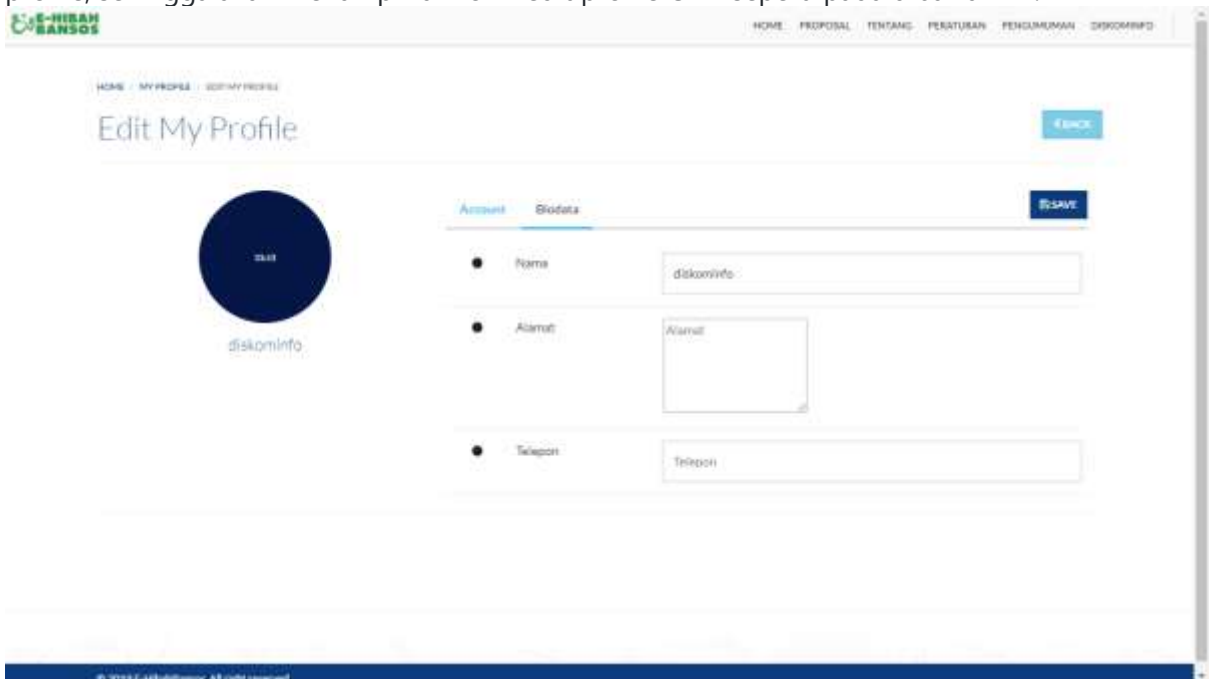 E-HIBAH
BANSOS
HOME PROPOSAL TENTANG PERATURAN PENGUMUMAN DISKOMINFO
HOME / MY PROFILE / EDIT MY PROFILE
Edit My Profile
BACK
Account Biodata
SAVE
Nama
diskominfo
diskominfo
Alamat
Alamat
Telepon
Telepon